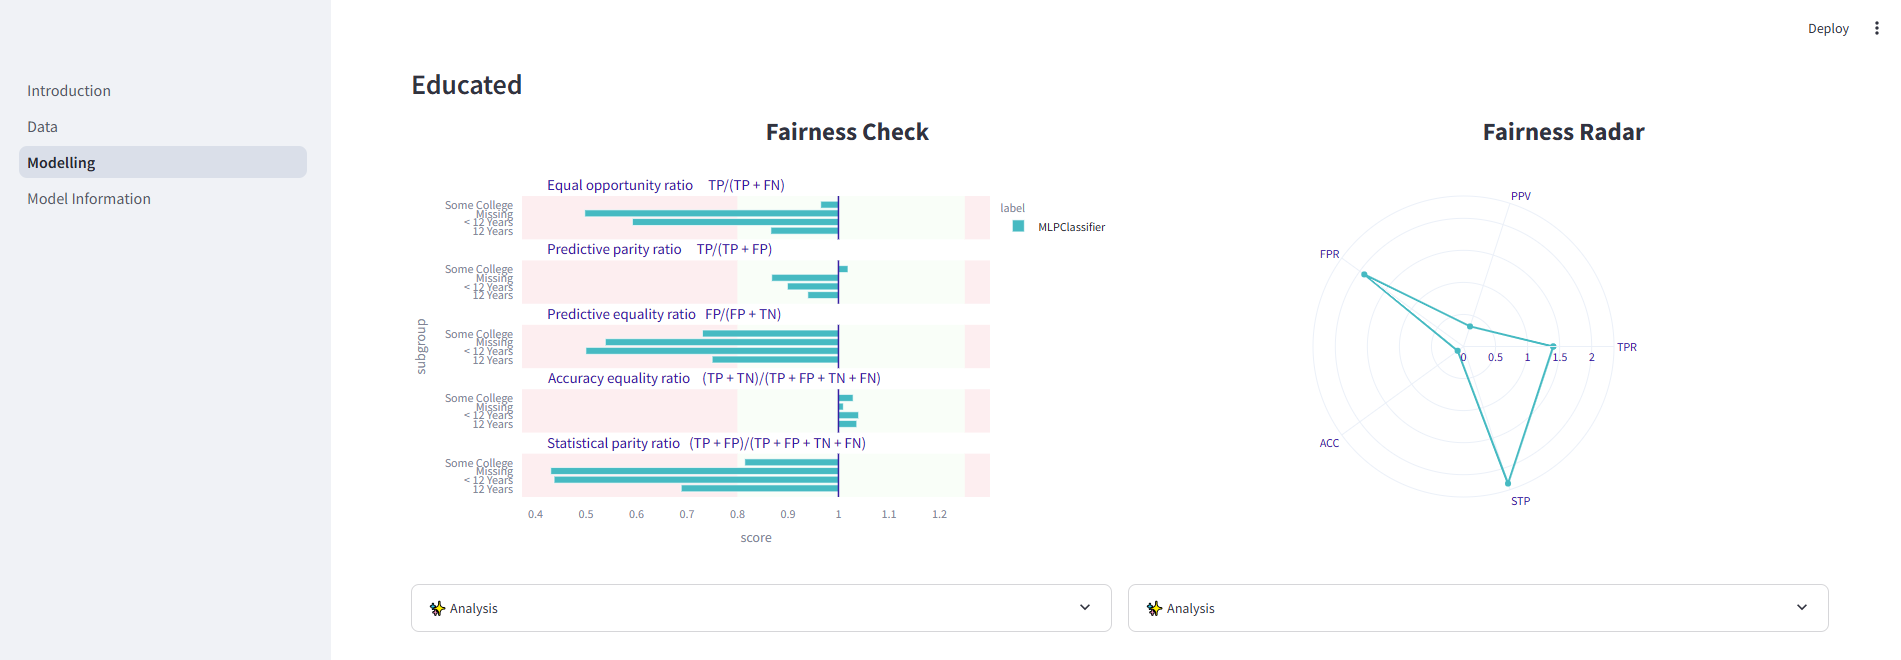 Deploy
Introduction
Data
Modelling
Model Information
Educated
Fairness Check
Equal opportunity ratio TP/(TP + FN)
Some College
Missing
< 12 Years
12 Years
Predictive parity ratio TP/(TP + FP)
Some College
Missing
< 12 Years
12 Years
Predictive equality ratio FP/(FP + TN)
Some College
Missing
< 12 Years
12 Years
Accuracy equality ratio (TP + TN)/(TP + FP + TN + FN)
Some College
Missing
< 12 Years
12 Years
Statistical parity ratio (TP + FP)/(TP + FP + TN + FN)
Some College
Missing
< 12 Years
12 Years
subgroup
0.4 0.5 0.6 0.7 0.8 0.9 1 1.1 1.2
score
label
MLPClassifier
Fairness Radar
PPV
FPR
TPR
0 0.5 1 1.5 2
ACC
STP
Analysis
Analysis